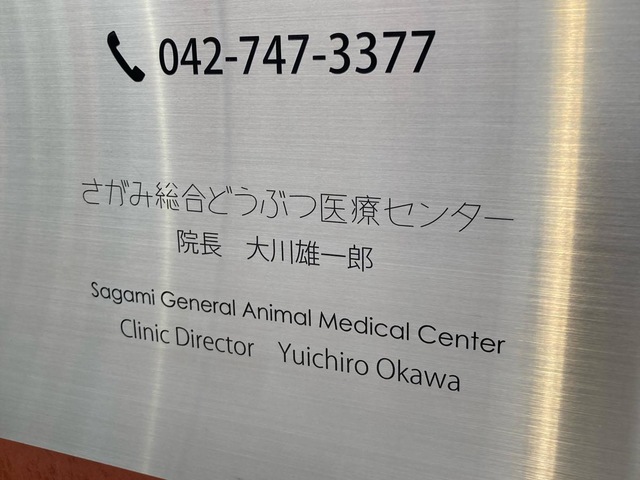 042-747-3377
さがみ総合どうぶつ医療センター
院長　大川雄一郎
Sagami General Animal Medical Center
Clinic Director　Yuichiro Okawa